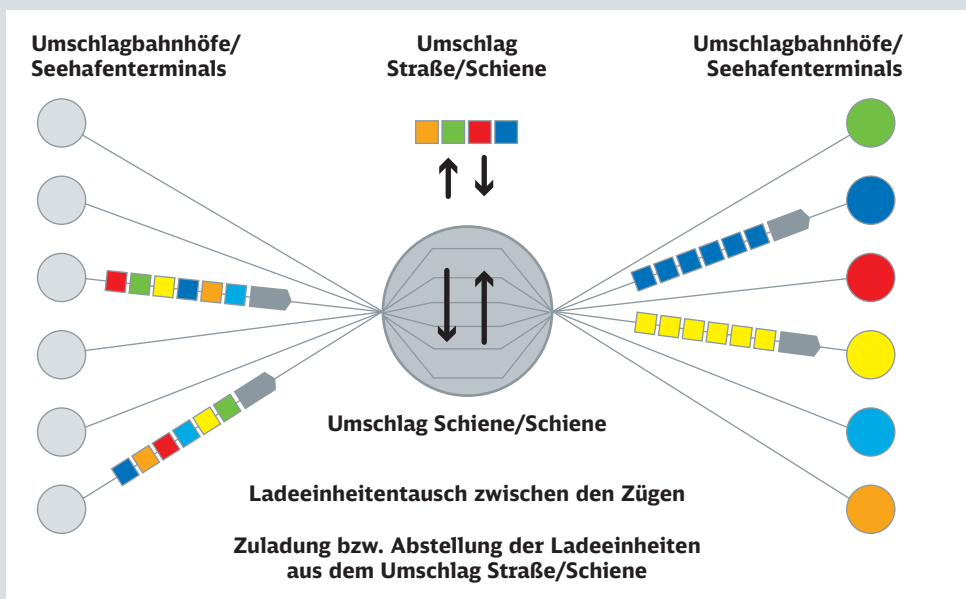 Umschlagbahnhöfe/
Seehafenterminals
Umschlag
Straße/Schiene
Umschlagbahnhöfe/
Seehafenterminals
Umschlag Schiene/Schiene
Ladeeinheitentausch zwischen den Zügen
Zuladung bzw. Abstellung der Ladeeinheiten
aus dem Umschlag Straße/Schiene